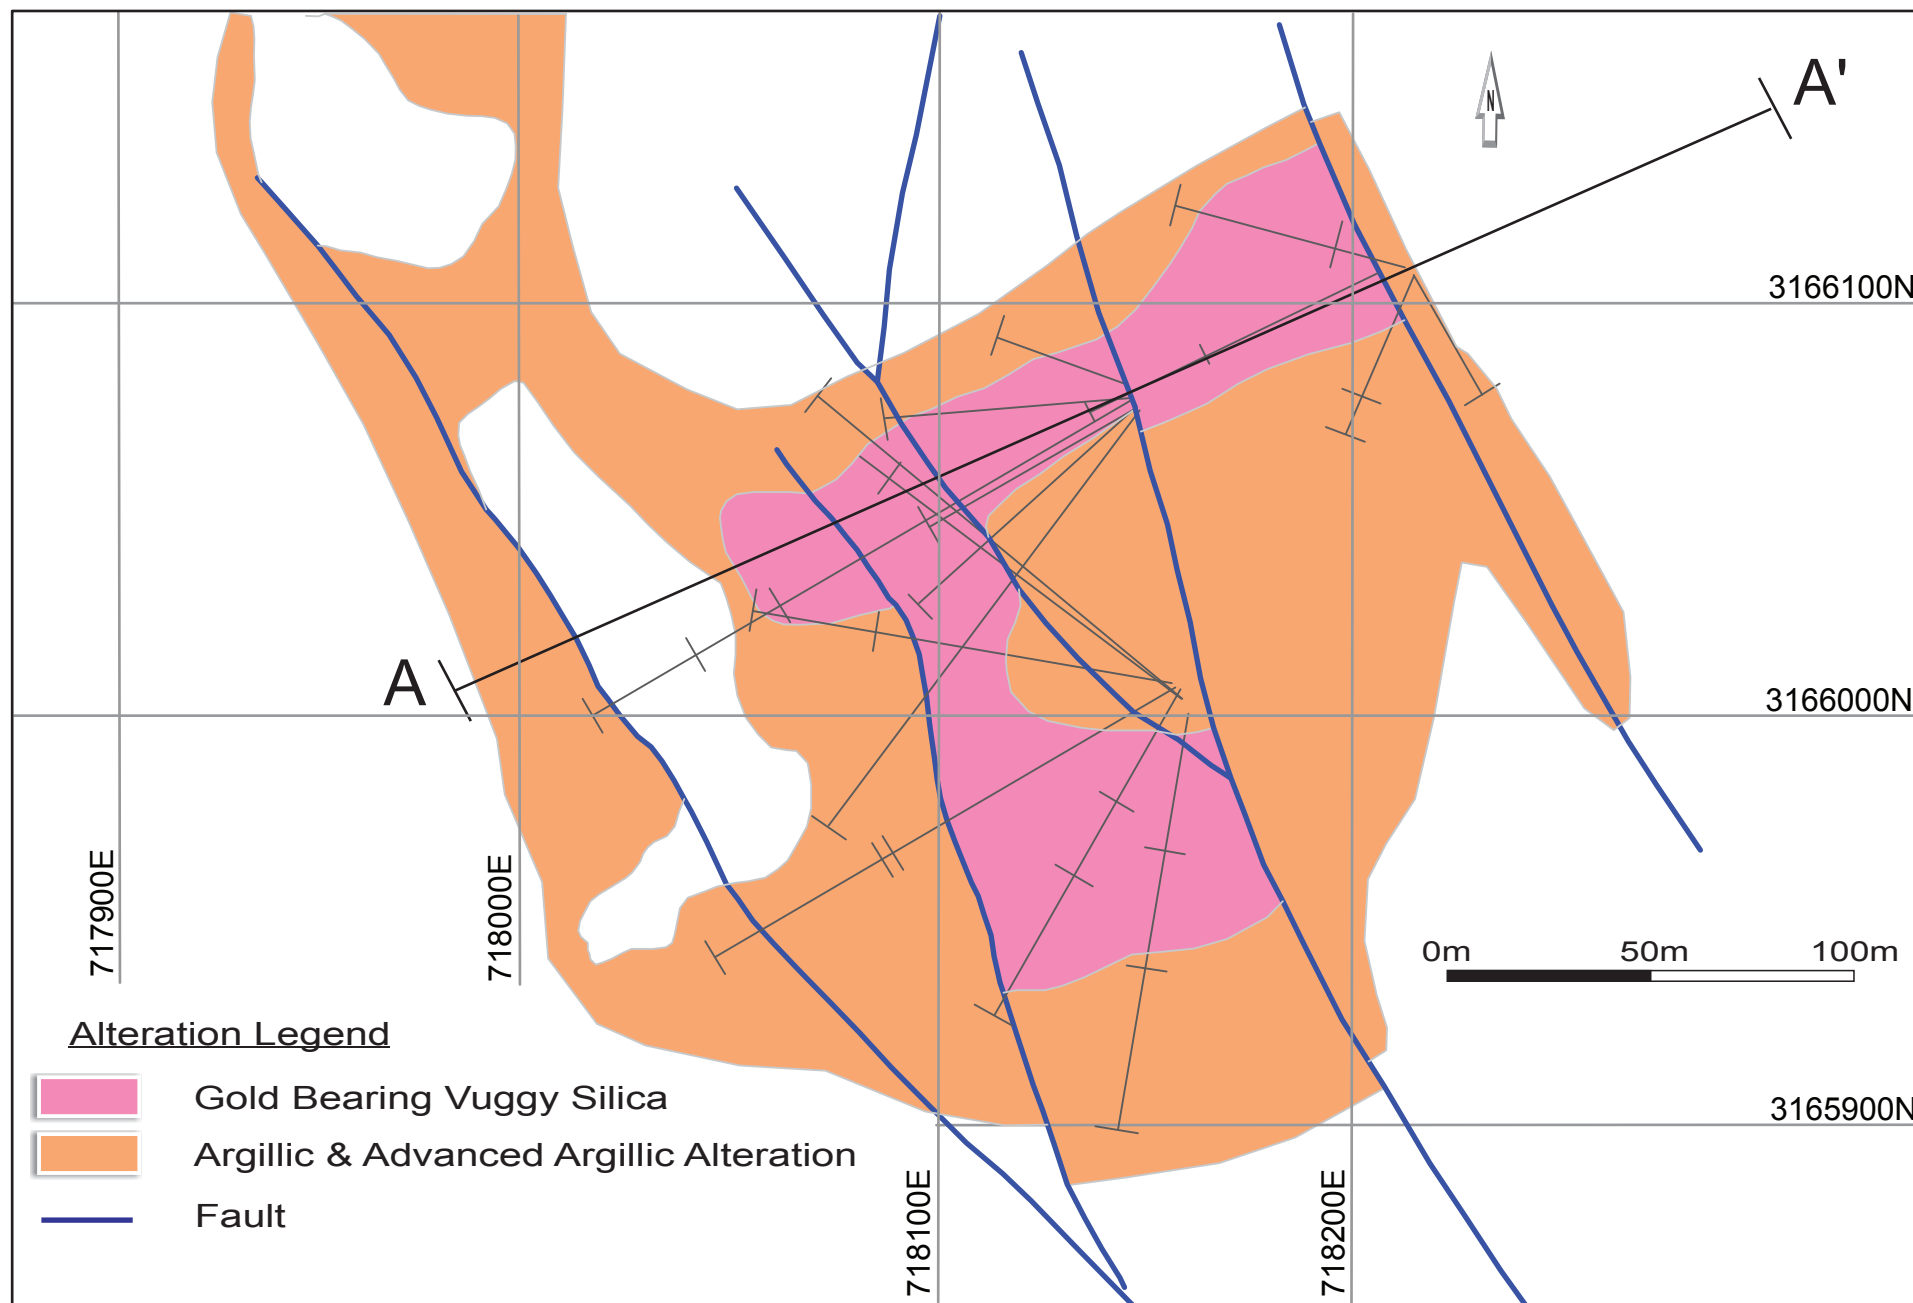 N
A'
3166100N
A
3166000N
717900E
718000E
0m 50m 100m
Alteration Legend
Gold Bearing Vuggy Silica
3165900N
Argillic & Advanced Argillic Alteration
Fault
718100E
718200E